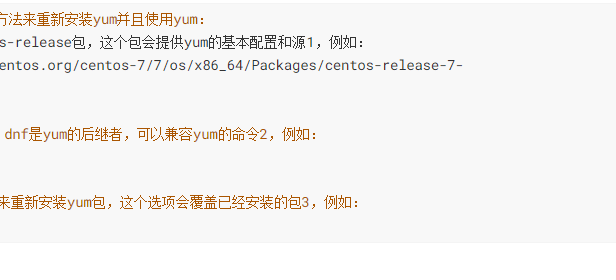 方法来重新安装yum并且使用yum：
s-release包，这个包会提供yum的基本配置和源1，例如：
entos.org/centos-7/7/os/x86_64/Packages/centos-release-7-
dnf是yum的后继者，可以兼容yum的命令2，例如：
来重新安装yum包，这个选项会覆盖已经安装的包3，例如：